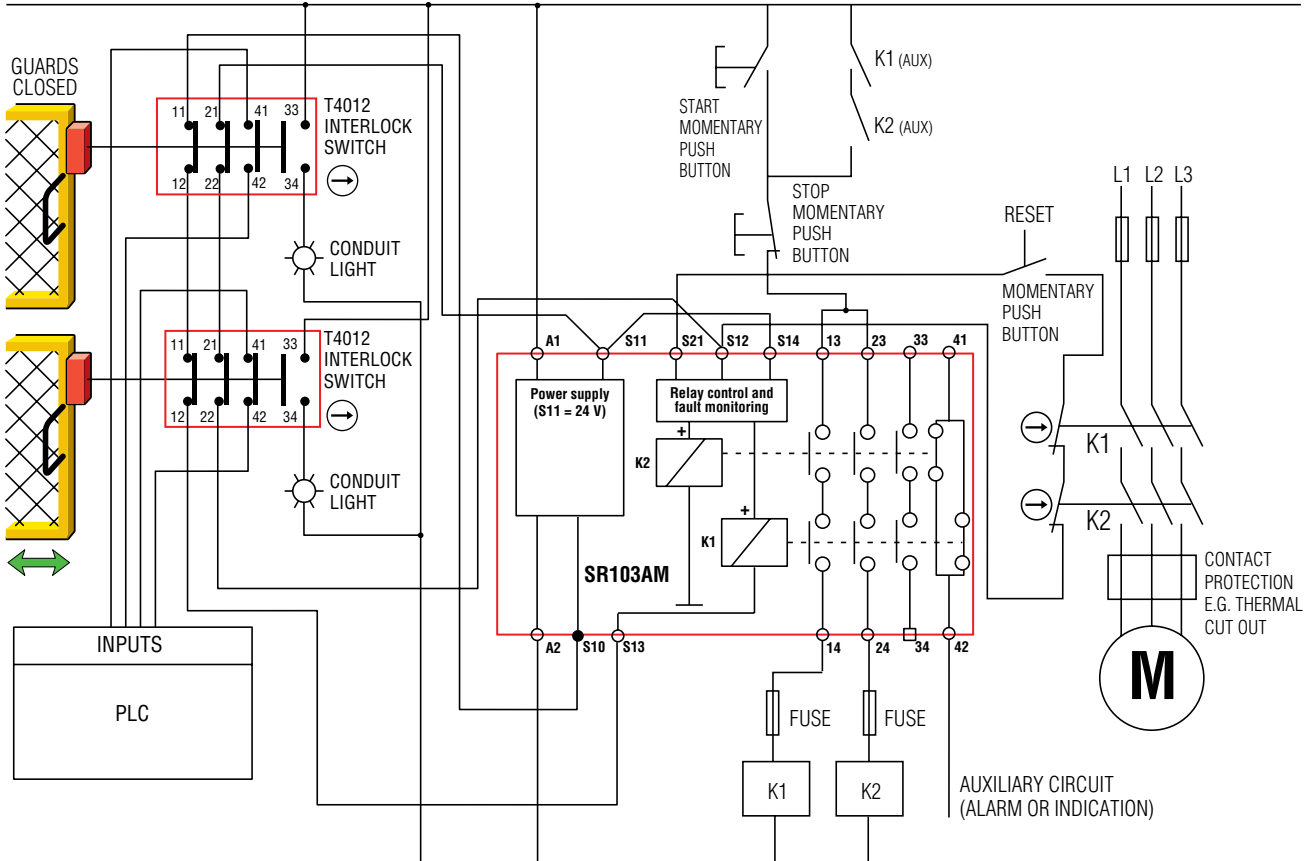 GUARDS
CLOSED
11 21 41 33
12 22 42 34
T4012
INTERLOCK
SWITCH
CONDUIT
LIGHT
11 21 41 33
12 22 42 34
T4012
INTERLOCK
SWITCH
CONDUIT
LIGHT
INPUTS
PLC
START
MOMENTARY
PUSH
BUTTON
K1 (AUX)
K2 (AUX)
STOP
MOMENTARY
PUSH
BUTTON
RESET
MOMENTARY
PUSH
BUTTON
L1 L2 L3
A1 S11 S21 S12 S14 13 23 33 41
Power supply
(S11 = 24 V)
Relay control and
fault monitoring
+
K2
+
K1
SR103AM
A2 S10 S13 14 24 34 42
FUSE
FUSE
K1
K2
AUXILIARY CIRCUIT
(ALARM OR INDICATION)
K1
K2
CONTACT
PROTECTION
E.G. THERMAL
CUT OUT
M